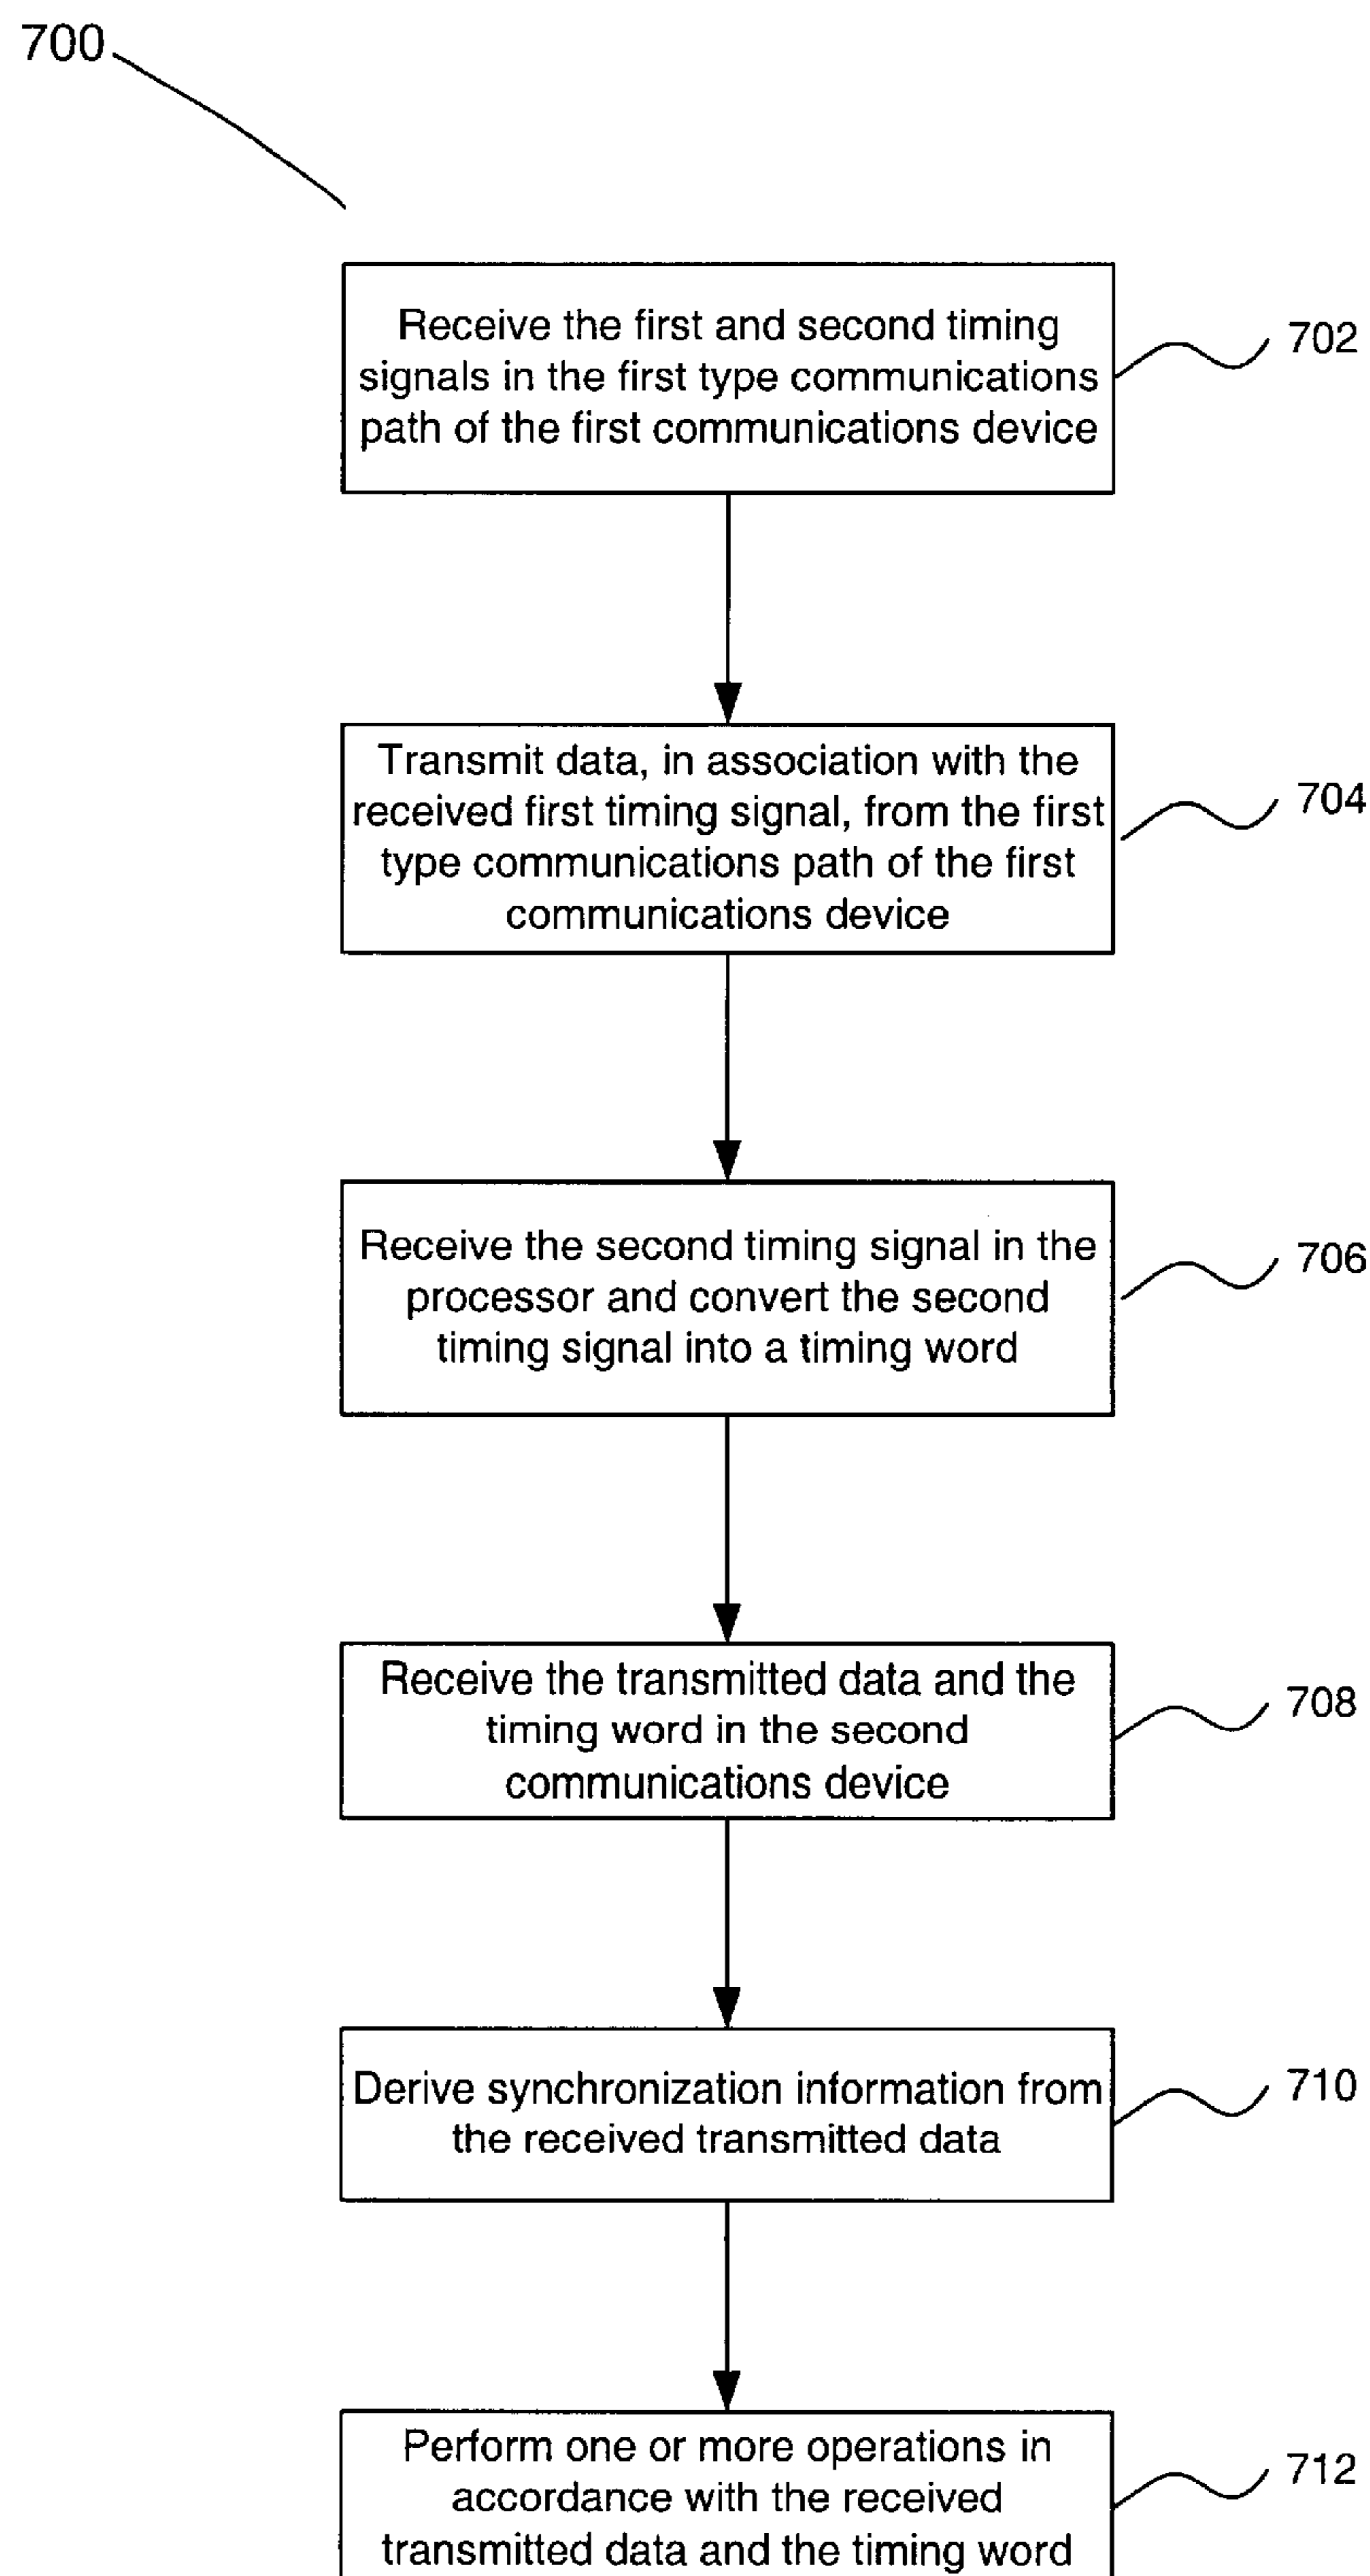 700
Receive the first and second timing
signals in the first type communications
path of the first communications device
702
Transmit data, in association with the
received first timing signal, from the first
type communications path of the first
communications device
704
Receive the second timing signal in the
processor and convert the second
timing signal into a timing word
706
Receive the transmitted data and the
timing word in the second
communications device
708
Derive synchronization information from
the received transmitted data
710
Perform one or more operations in
accordance with the received
transmitted data and the timing word
712